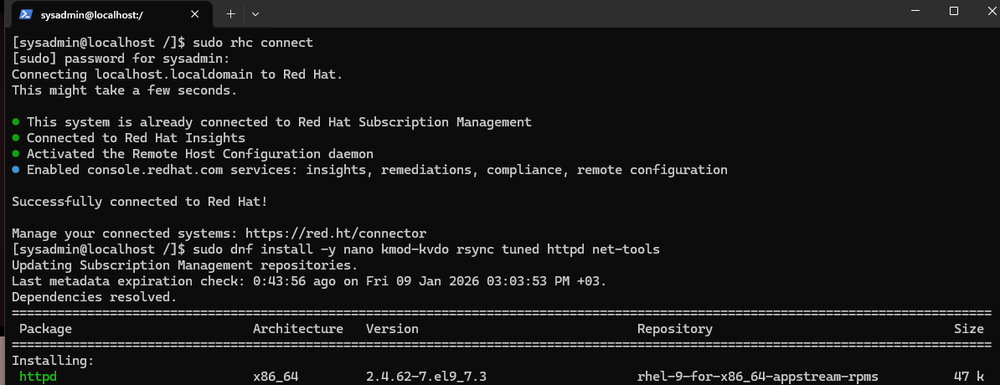 sysadmin@localhost:/
[sysadmin@localhost /]$ sudo rhc connect
[sudo] password for sysadmin:
Connecting localhost.localdomain to Red Hat.
This might take a few seconds.
● This system is already connected to Red Hat Subscription Management
● Connected to Red Hat Insights
● Activated the Remote Host Configuration daemon
● Enabled console.redhat.com services: insights, remediations, compliance, remote configuration
Successfully connected to Red Hat!
Manage your connected systems: https://red.ht/connector
[sysadmin@localhost /]$ sudo dnf install -y nano kmod-kvdo rsync tuned httpd net-tools
Updating Subscription Management repositories.
Last metadata expiration check: 0:43:56 ago on Fri 09 Jan 2026 03:03:53 PM +03.
Dependencies resolved.
Package Architecture Version Repository Size
Installing:
httpd x86_64 2.4.62-7.el9_7.3 rhel-9-for-x86_64-appstream-rpms 47 k